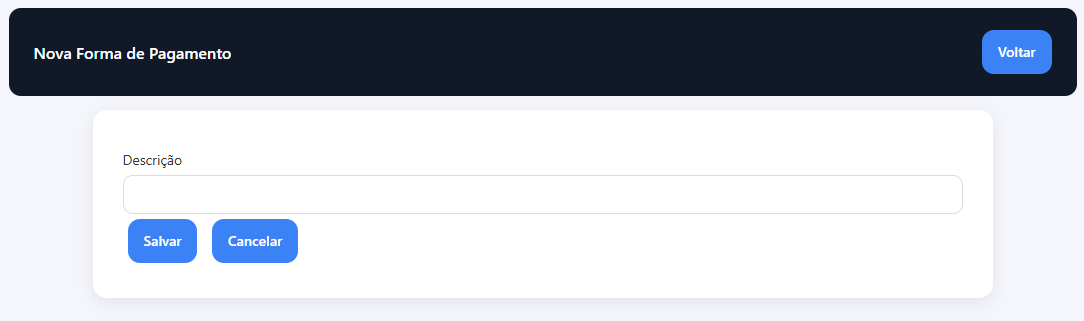 Nova Forma de Pagamento
Voltar
Descrição
Salvar
Cancelar